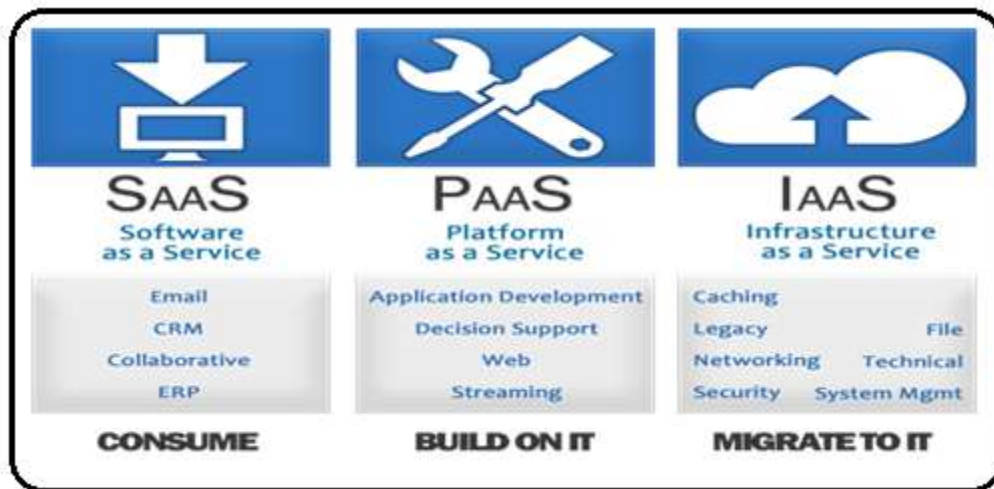 SaaS
Software
as a Service
Email
CRM
Collaborative
ERP
CONSUME
PaaS
Platform
as a Service
Application Development
Decision Support
Web
Streaming
BUILD ON IT
IaaS
Infrastructure
as a Service
Caching
Legacy File
Networking Technical
Security System Mgmt
MIGRATE TO IT